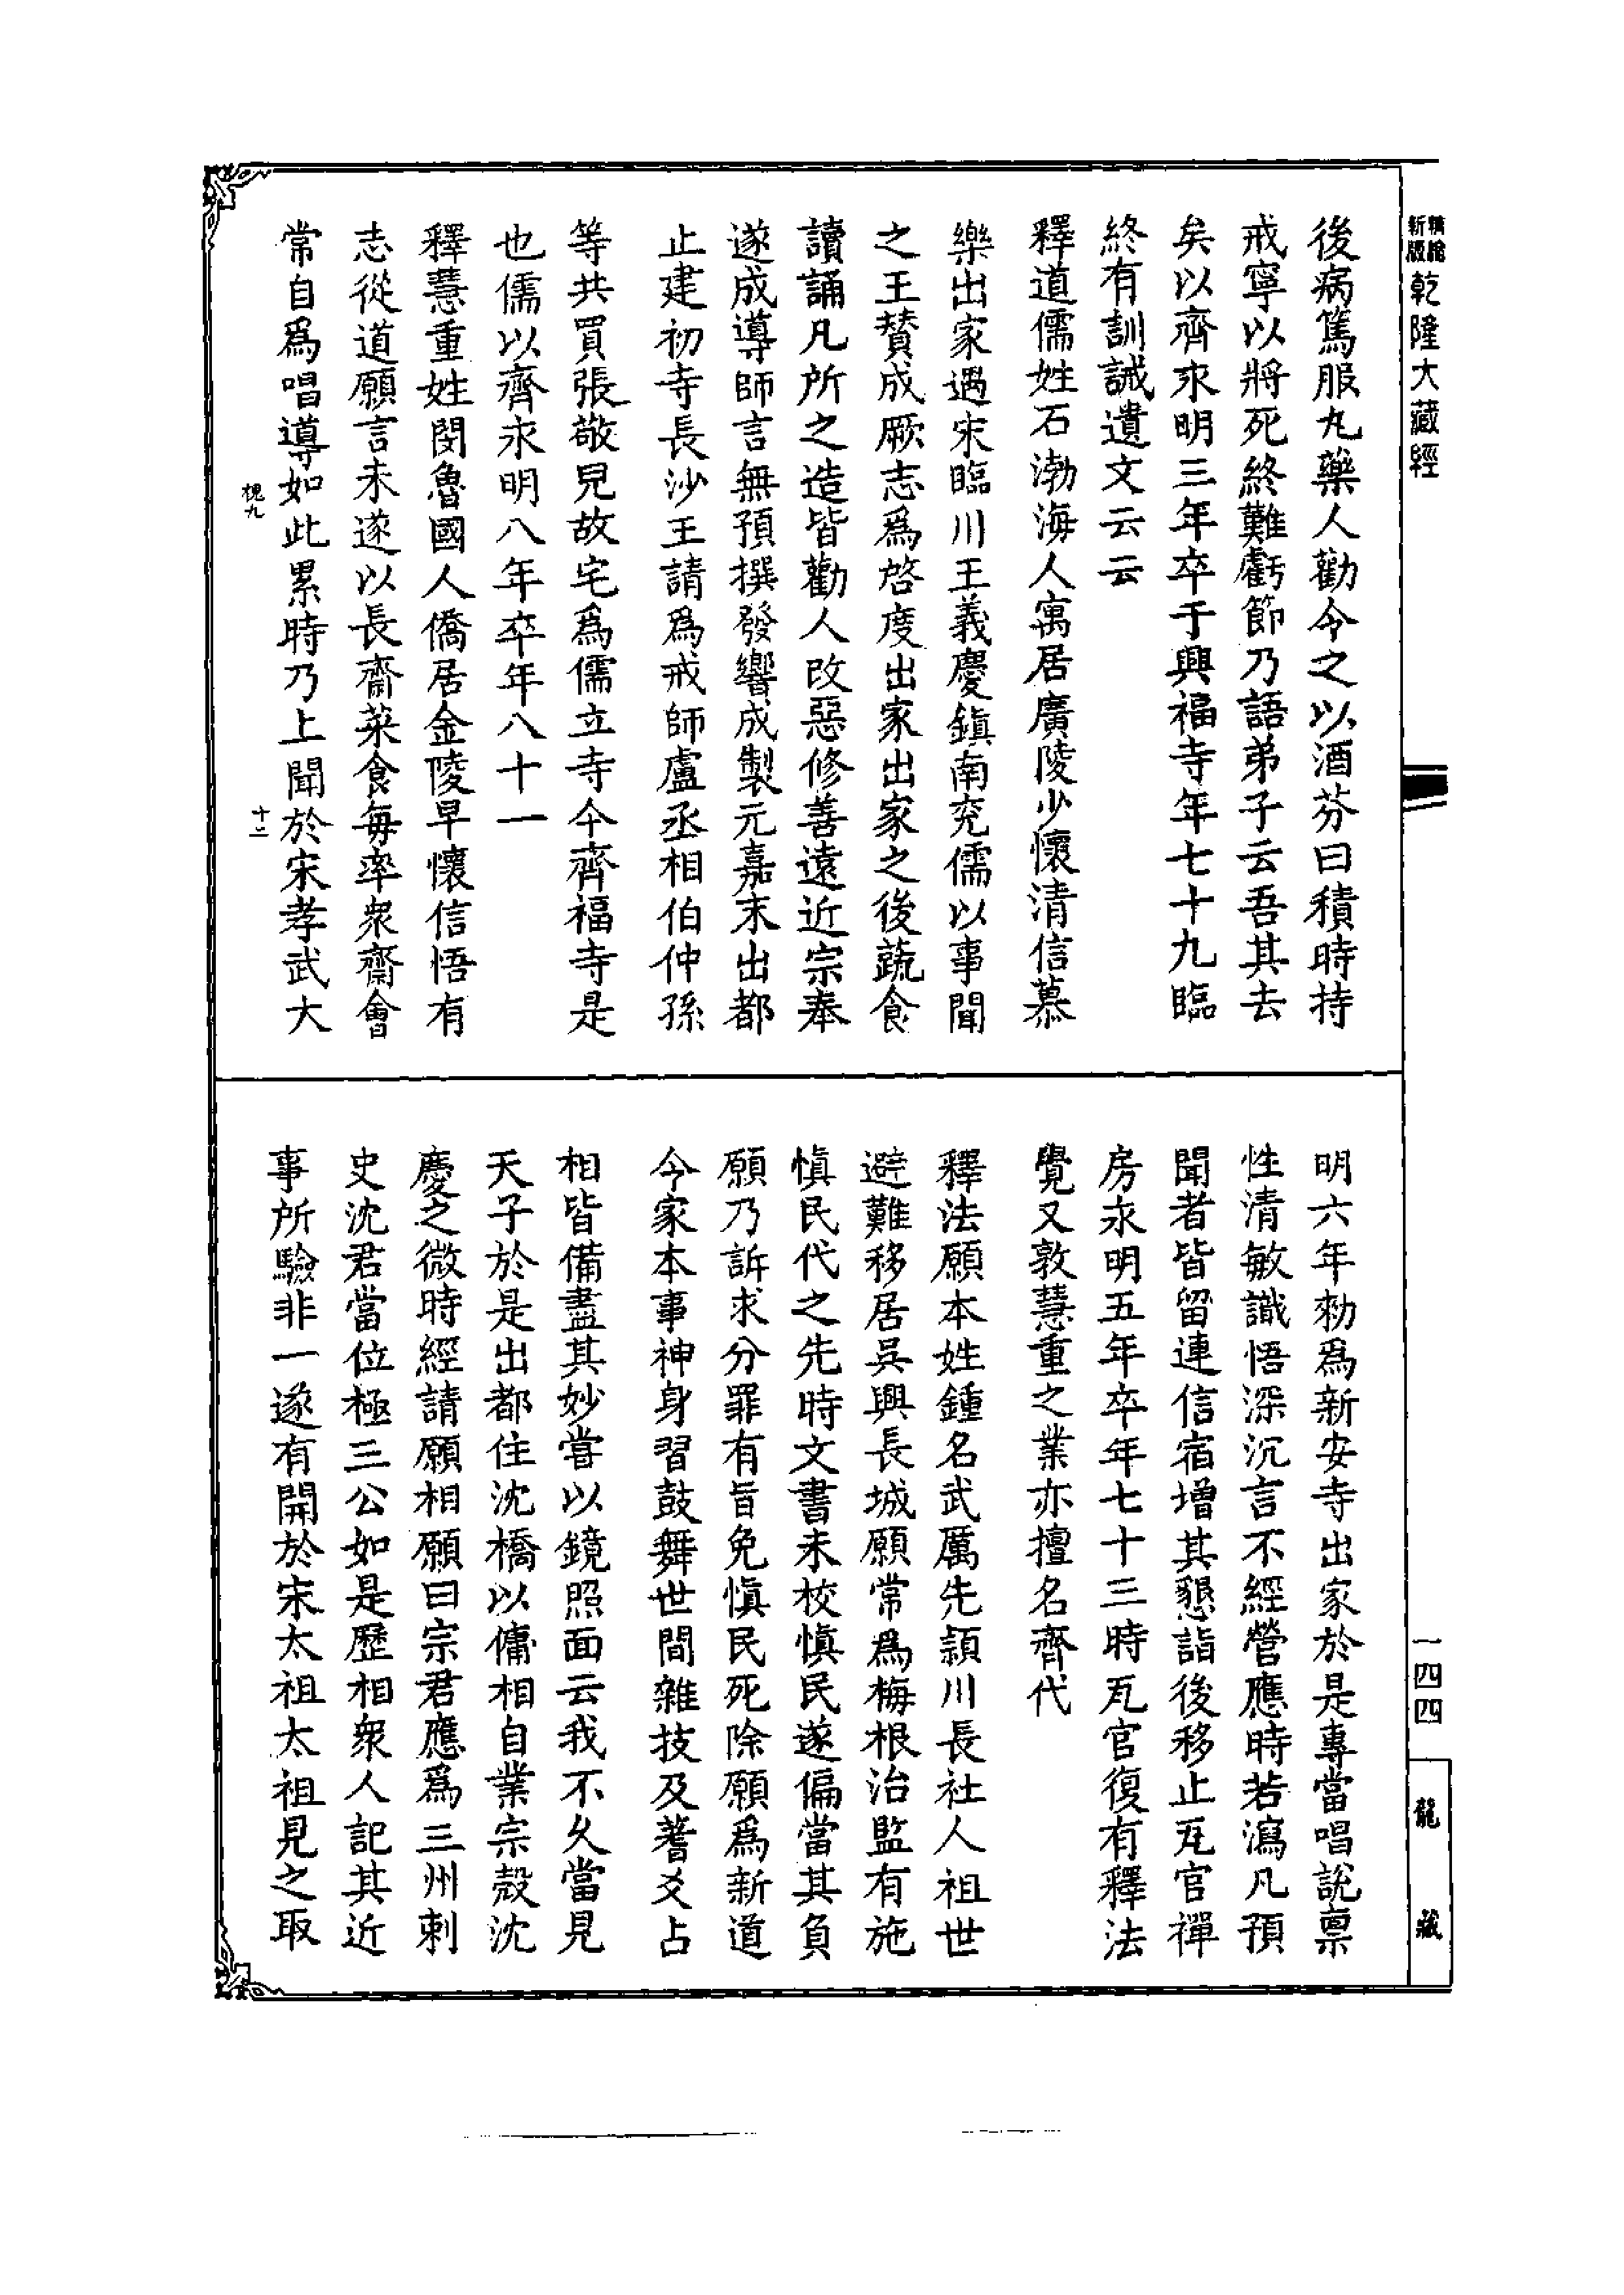 新版
精縮
乾隆大藏經
後病篤服丸藥人勸令之以酒芬曰積時持
戒寧以將死終難虧節乃語弟子云吾其去
矣以齊永明三年卒于興福寺年七十九臨
終有訓誡遺文云云
釋道儒姓石渤海人寓居廣陵少懷清信慕
樂出家遇宋臨川王義慶鎮南兖儒以事聞
之王賛成厥志爲啓度出家出家之後蔬食
讀誦凡所之造皆勸人改惡修善遠近宗奉
遂成導師言無預撰發響成製元嘉末出都
止建初寺長沙王請爲戒師盧丞相伯仲孫
等共買張敬兒故宅爲儒立寺今齊福寺是
也儒以齊永明八年卒年八十一
釋慧重姓閔魯國人僑居金陵早懷信悟有
志從道願言未遂以長齋菜食每率衆齋會
常自爲唱導如此累時乃上聞於宋孝武大
槐九
十二
明六年勑爲新安寺出家於是專當唱說禀
性清敏識悟深沉言不經營應時若瀉凡預
聞者皆留連信宿增其懇詣後移止瓦官禪
房永明五年卒年七十三時瓦官復有釋法
覺又敦慧重之業亦擅名齊代
釋法願本姓鍾名武厲先頴川長社人祖世
避難移居吳興長城願常爲梅根治監有施
愼民代之先時文書未校愼民遂偏當其負
願乃訴求分罪有旨免愼民死除願爲新道
令家本事神身習鼓舞世間雜技及蓍爻占
相皆備盡其妙嘗以鏡照面云我不久當見
天子於是出都住沈橋以傭相自業宗殻沈
慶之微時經請願相願曰宗君應爲三州刺
史沈君當位極三公如是歷相衆人記其近
事所驗非一遂有開於宋太祖太祖見之取
一四四
龍藏